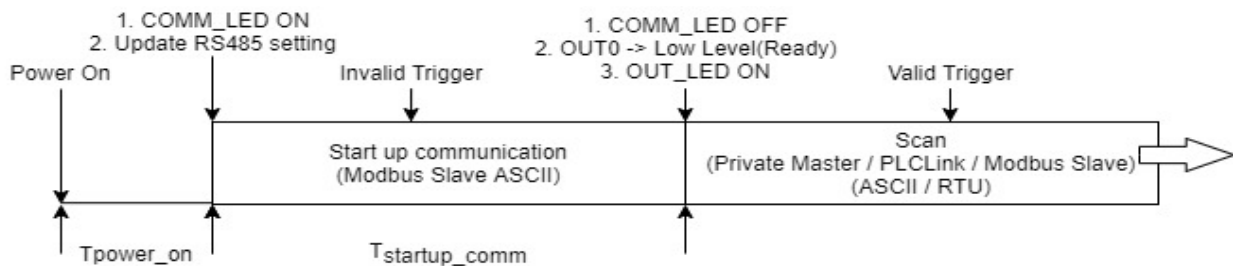 1. COMM_LED ON
2. Update RS485 setting
1. COMM_LED OFF
2. OUT0 -> Low Level(Ready)
3. OUT_LED ON
Power On
Invalid Trigger
Valid Trigger
Start up communication
(Modbus Slave ASCII)
Scan
(Private Master / PLCLink / Modbus Slave)
(ASCII / RTU)
Tpower_on
Tstartup_comm